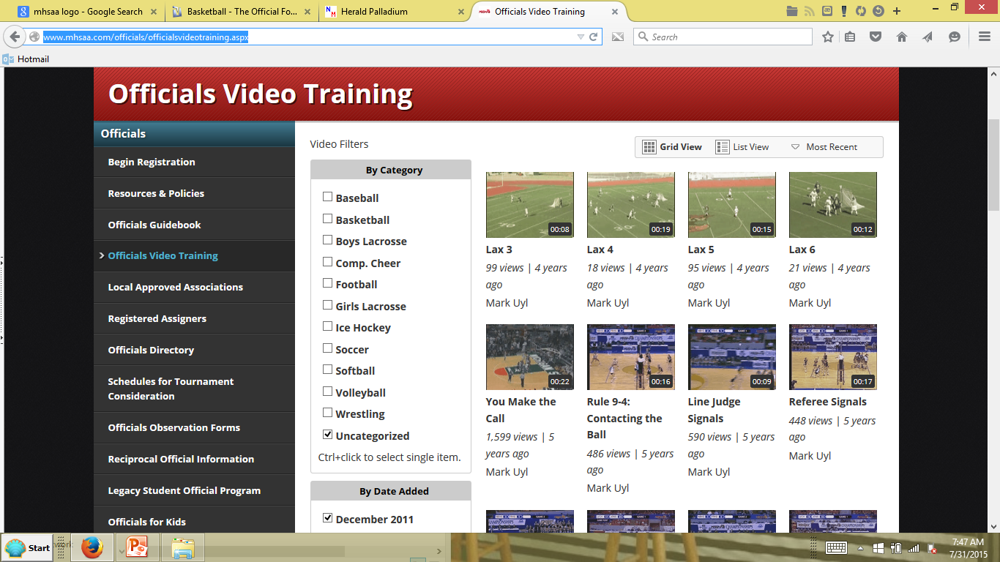 mhsaa logo - Google Search
Basketball - The Official Fo...
Herald Palladium
Officials Video Training
www.mhsaa.com/officials/officialsvideotraining.aspx
Search
Hotmail
Officials Video Training
Officials
Begin Registration
Resources & Policies
Officials Guidebook
Officials Video Training
Local Approved Associations
Registered Assigners
Officials Directory
Schedules for Tournament
Consideration
Officials Observation Forms
Reciprocal Official Information
Legacy Student Official Program
Officials for Kids
Video Filters
By Category
Baseball
Basketball
Boys Lacrosse
Comp. Cheer
Football
Girls Lacrosse
Ice Hockey
Soccer
Softball
Volleyball
Wrestling
Uncategorized
Ctrl+click to select single item.
By Date Added
December 2011
Grid View
List View
Most Recent
00:08
Lax 3
99 views | 4 years
ago
Mark Uyl
00:19
Lax 4
18 views | 4 years
ago
Mark Uyl
00:15
Lax 5
95 views | 4 years
ago
Mark Uyl
00:12
Lax 6
21 views | 4 years
ago
Mark Uyl
00:22
You Make the
Call
1,599 views | 5
years ago
Mark Uyl
00:16
Rule 9-4:
Contacting the
Ball
486 views | 5 years
ago
Mark Uyl
00:09
Line Judge
Signals
590 views | 5 years
ago
Mark Uyl
00:17
Referee Signals
448 views | 5 years
ago
Mark Uyl
Start
7:47 AM
7/31/2015